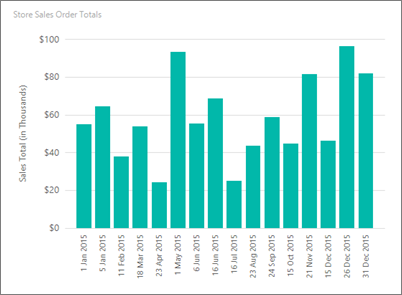 Store Sales Order Totals
Sales Total (in Thousands)
$100
$80
$60
$40
$20
$0
1 Jan 2015
5 Jan 2015
11 Feb 2015
18 Mar 2015
23 Apr 2015
1 May 2015
6 Jun 2015
16 Jun 2015
16 Jul 2015
23 Aug 2015
24 Sep 2015
15 Oct 2015
21 Nov 2015
15 Dec 2015
26 Dec 2015
31 Dec 2015